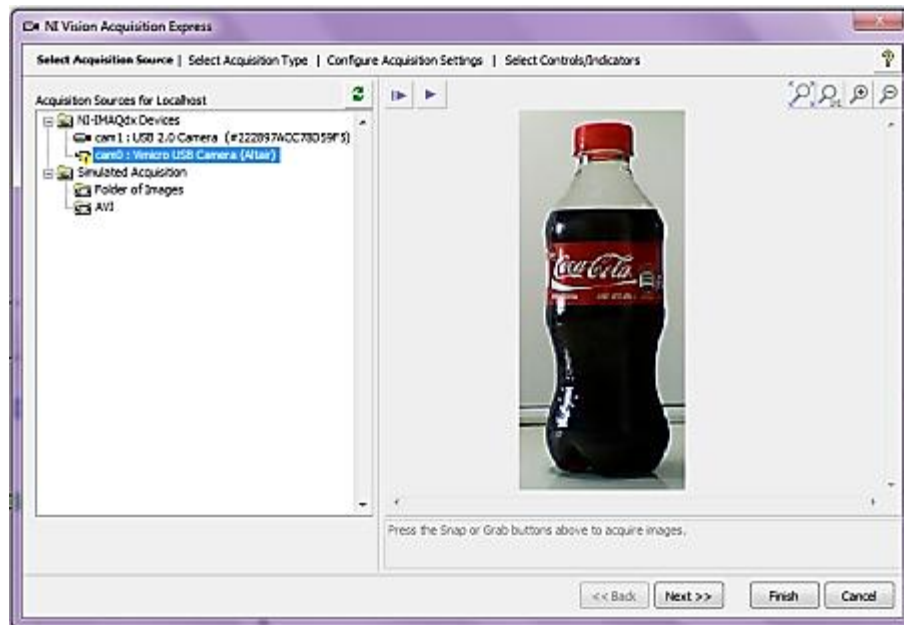 NI Vision Acquisition Express
Select Acquisition Source | Select Acquisition Type | Configure Acquisition Settings | Select Controls/Indicators
Acquisition Sources for Localhost
NI-IMAQdx Devices
cam1 : USB 2.0 Camera
cam0 : Vimicro USB Camera (Altair)
Simulated Acquisition
Folder of Images
AVI
Coca-Cola
Press the Snap or Grab buttons above to acquire images.
<< Back
Next >>
Finish
Cancel